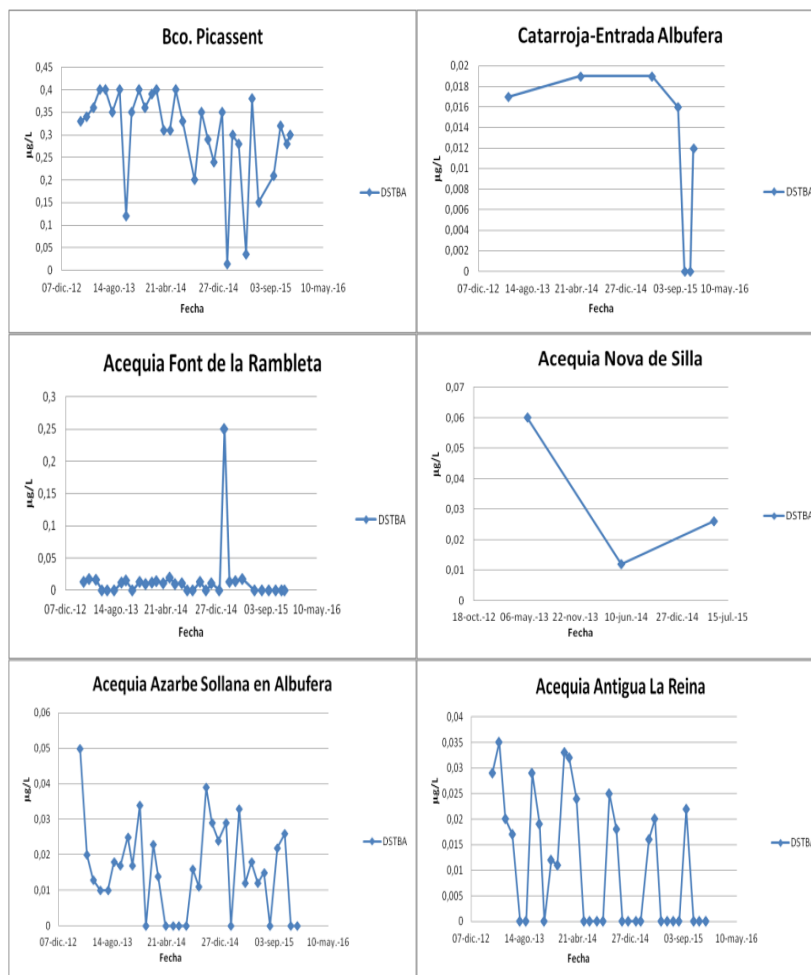 Bco. Picassent
0,45
0,4
0,35
0,3
0,25
0,2
0,15
0,1
0,05
0
µg/L
07-dic.-12 14-ago.-13 21-abr.-14 27-dic.-14 03-sep.-15 10-may.-16
Fecha
DSTBA
Catarroja-Entrada Albufera
0,02
0,018
0,016
0,014
0,012
0,01
0,008
0,006
0,004
0,002
0
µg/L
07-dic.-12 14-ago.-13 21-abr.-14 27-dic.-14 03-sep.-15 10-may.-16
Fecha
DSTBA
Acequia Font de la Rambleta
0,3
0,25
0,2
0,15
0,1
0,05
0
µg/L
07-dic.-12 14-ago.-13 21-abr.-14 27-dic.-14 03-sep.-15 10-may.-16
Fecha
DSTBA
Acequia Nova de Silla
0,07
0,06
0,05
0,04
0,03
0,02
0,01
0
µg/L
18-oct.-12 06-may.-13 22-nov.-13 10-jun.-14 27-dic.-14 15-jul.-15
Fecha
DSTBA
Acequia Azarbe Sollana en Albufera
0,06
0,05
0,04
0,03
0,02
0,01
0
µg/L
07-dic.-12 14-ago.-13 21-abr.-14 27-dic.-14 03-sep.-15 10-may.-16
Fecha
DSTBA
Acequia Antigua La Reina
0,04
0,035
0,03
0,025
0,02
0,015
0,01
0,005
0
µg/L
07-dic.-12 14-ago.-13 21-abr.-14 27-dic.-14 03-sep.-15 10-may.-16
Fecha
DSTBA